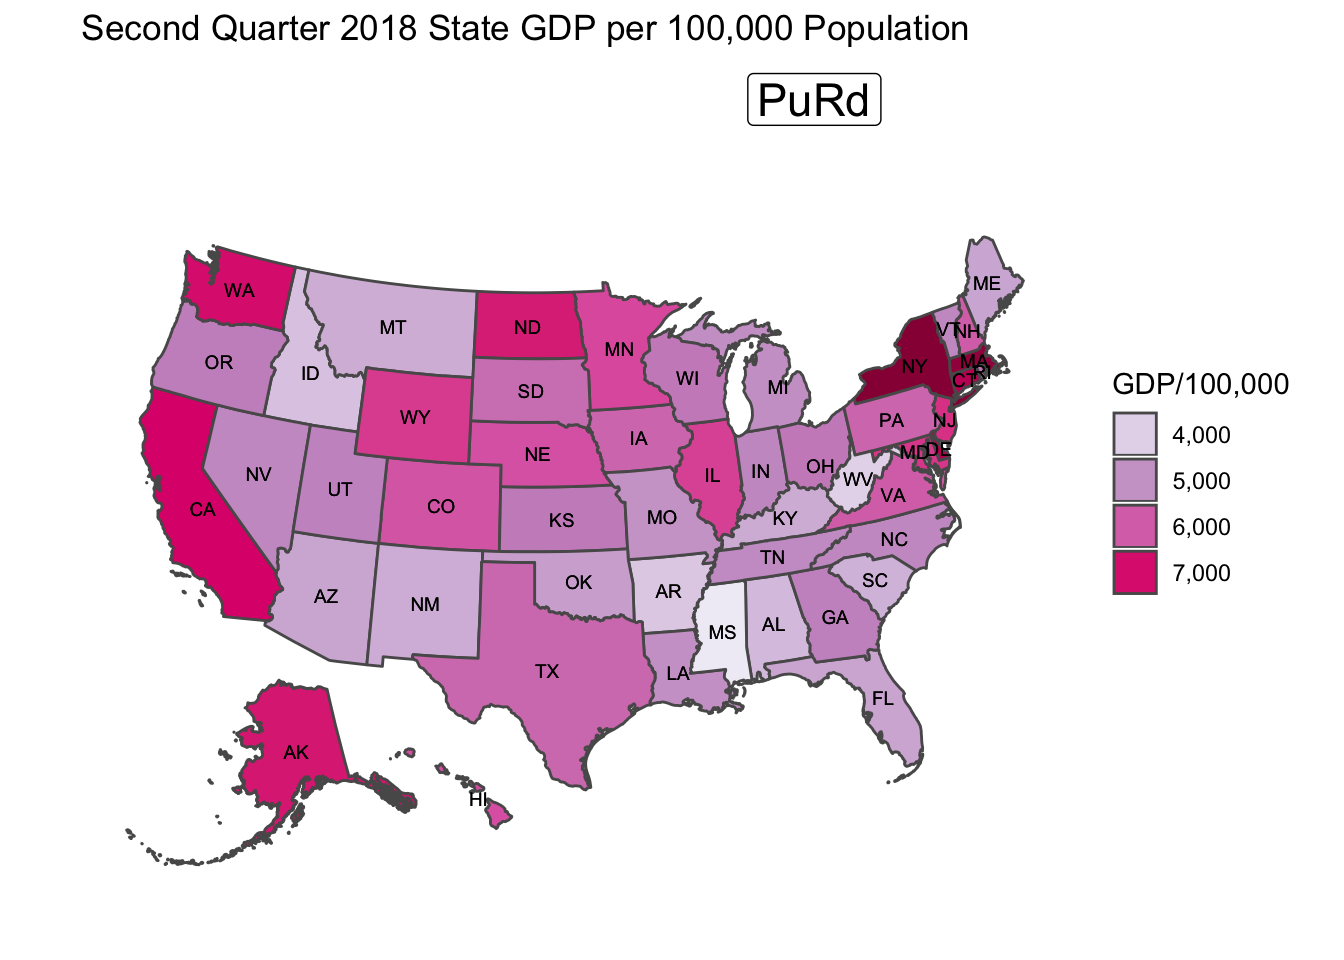 Second Quarter 2018 State GDP per 100,000 Population
PuRd
WA
MT
ND
MN
ME
VT
NH
OR
ID
SD
WI
MI
NY
MA
RI
CT
WY
IA
PA
NJ
NV
UT
CO
NE
IL
IN
OH
MD
DE
WV
VA
CA
KS
MO
KY
NC
TN
AZ
NM
OK
AR
SC
MS
AL
GA
TX
LA
FL
AK
HI
GDP/100,000
4,000
5,000
6,000
7,000